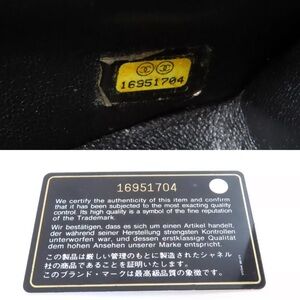 16951704
16951704
We certify the authenticity of this item and confirm
that it has been subjected to the most exacting quality
control. Its high quality is a symbol of the fine reputation
of the Trademark.
Wir bestätigen, dass es sich um einen Artikel handelt,
der während seiner Herstellung strengsten Kontrollen
unterworfen war, und dessen erstklassige Qualität
dem hohen Ansehen unserer Marke entspricht.
この製品は厳しい管理のもとに製造されたシャネル
社の商品であることを証明いたします。
このブランド・マークは最高級品質の象徴です。